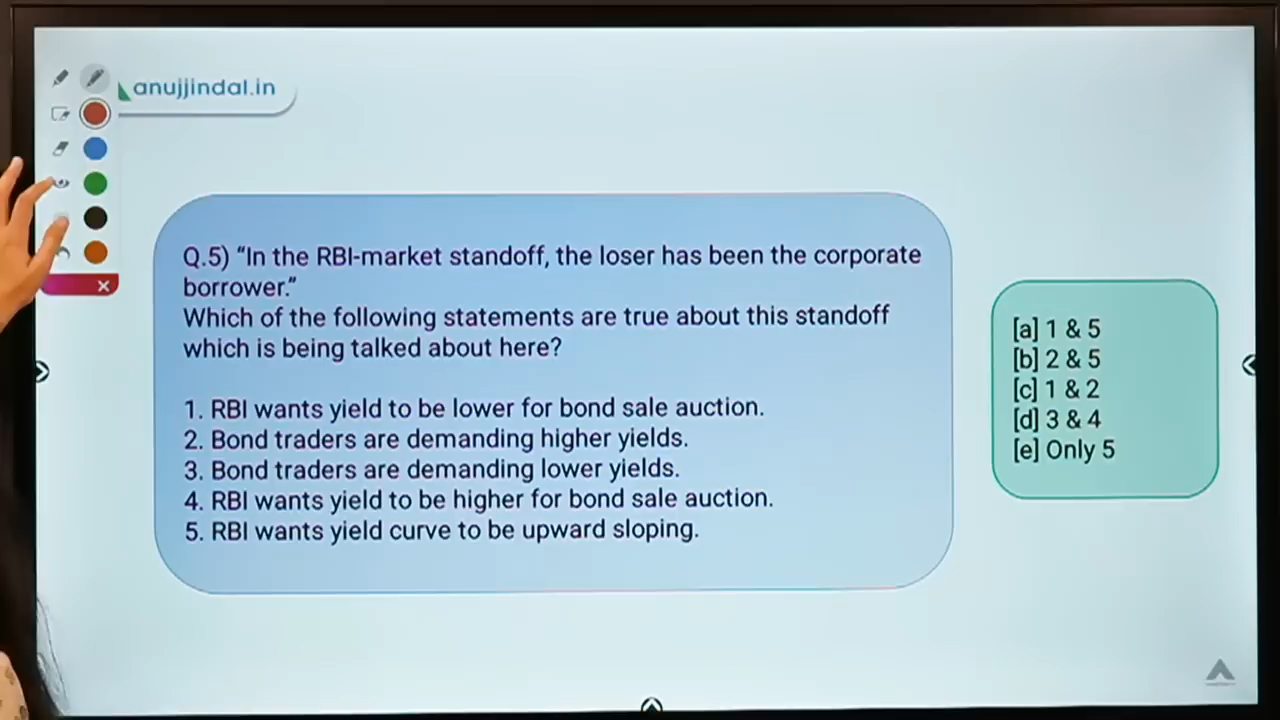 anujjindal.in
Q.5) “In the RBI-market standoff, the loser has been the corporate
borrower.”
Which of the following statements are true about this standoff
which is being talked about here?
1. RBI wants yield to be lower for bond sale auction.
2. Bond traders are demanding higher yields.
3. Bond traders are demanding lower yields.
4. RBI wants yield to be higher for bond sale auction.
5. RBI wants yield curve to be upward sloping.
[a] 1 & 5
[b] 2 & 5
[c] 1 & 2
[d] 3 & 4
[e] Only 5